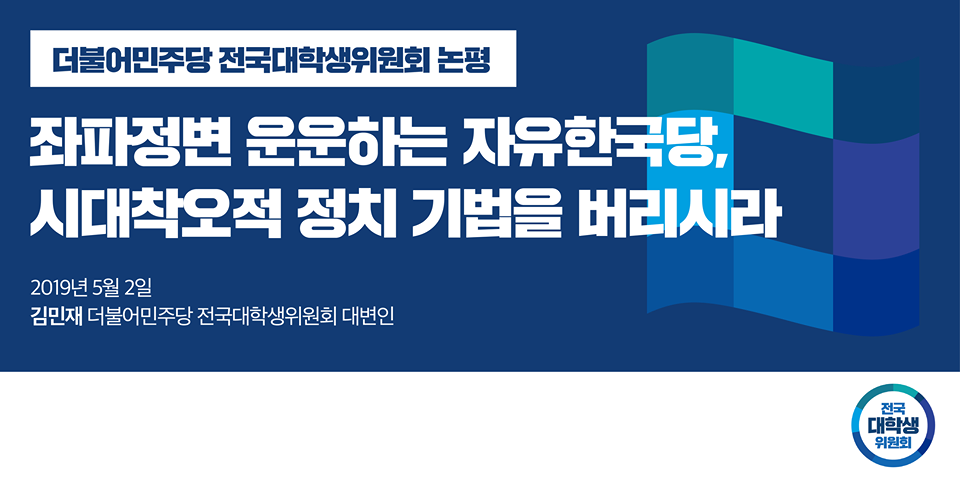 더불어민주당 전국대학생위원회 논평
좌파정변 운운하는 자유한국당,
시대착오적 정치 기법을 버리시라
2019년 5월 2일
김민재 더불어민주당 전국대학생위원회 대변인
전국
대학생
위원회